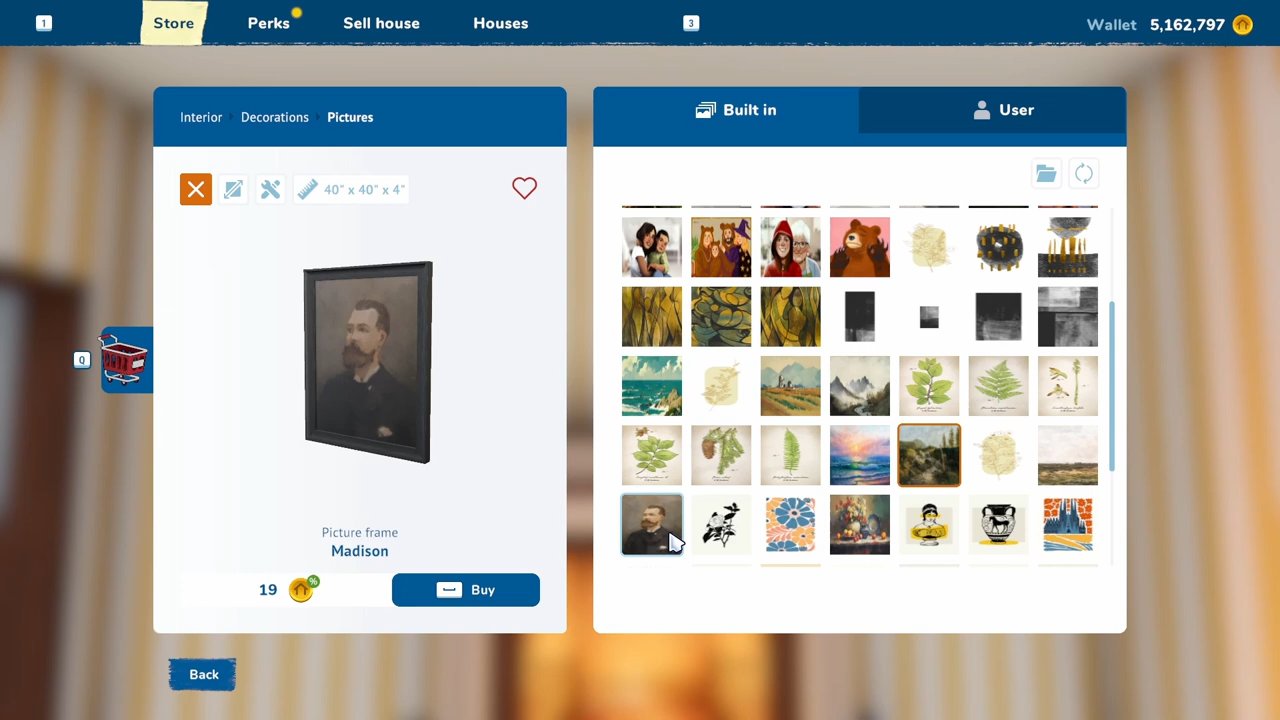 1 Store Perks Sell house Houses 3 Wallet 5,162,797
Interior Decorations Pictures
Built in User
40" x 40" x 4"
Q
Picture frame
Madison
19 % Buy
Back